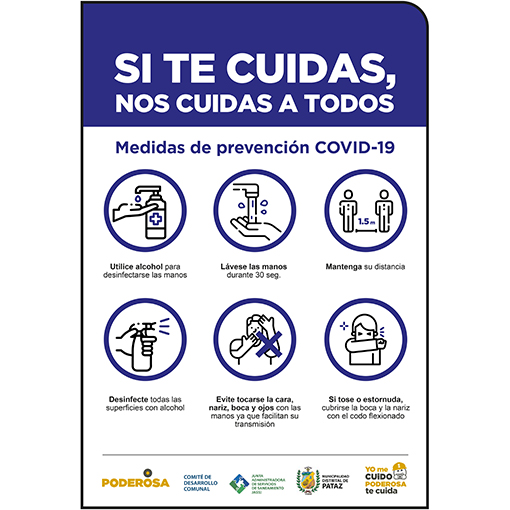 SI TE CUIDAS,
NOS CUIDAS A TODOS
Medidas de prevención COVID-19
Utilice alcohol para
desinfectarse las manos
Lávese las manos
durante 30 seg.
1.5 m
Mantenga su distancia
Desinfecte todas las
superficies con alcohol
Evite tocarse la cara,
nariz, boca y ojos con las
manos ya que facilitan su
transmisión
Si tose o estornuda,
cubrirse la boca y la nariz
con el codo flexionado
PODEROSA
COMITÉ DE
DESARROLLO
COMUNAL
JUNTA
ADMINISTRADORA
DE SERVICIOS
DE SANEAMIENTO
MUNICIPALIDAD
DISTRITAL DE
PATAZ
YO me
CUIDO
PODEROSA
te cuida